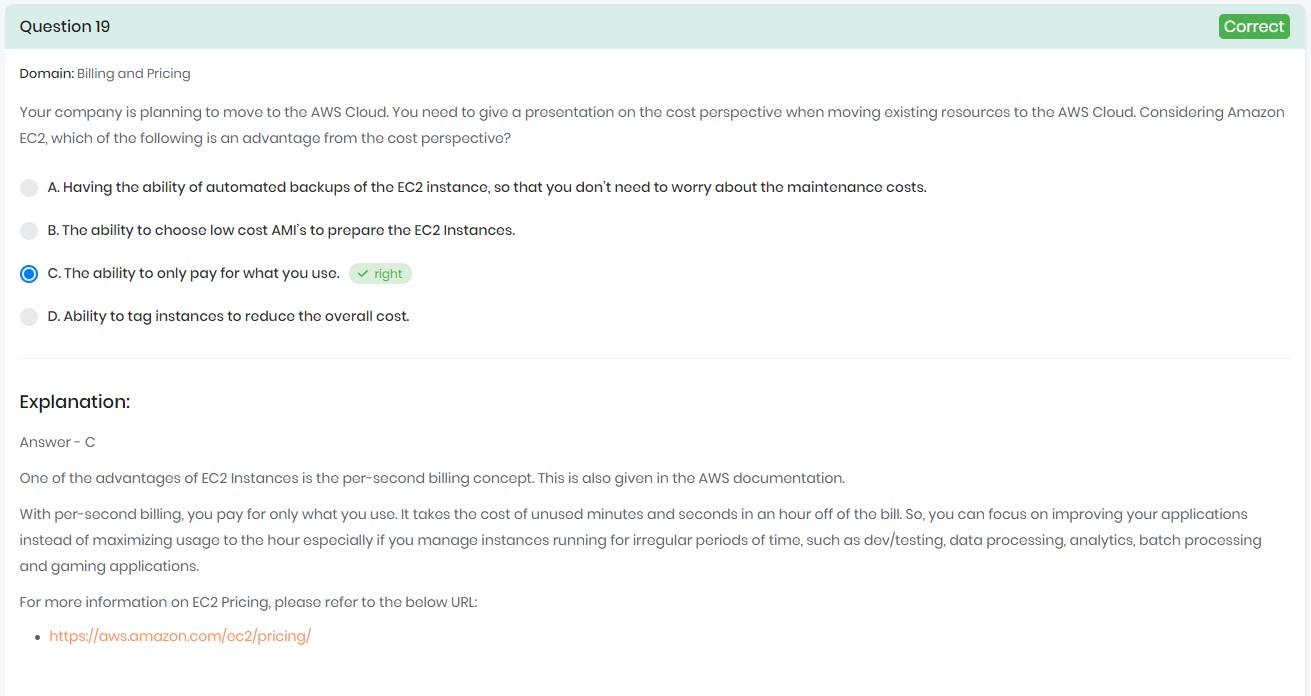 Question 19
Correct
Domain: Billing and Pricing
Your company is planning to move to the AWS Cloud. You need to give a presentation on the cost perspective when moving existing resources to the AWS Cloud. Considering Amazon
EC2, which of the following is an advantage from the cost perspective?
A. Having the ability of automated backups of the EC2 instance, so that you don't need to worry about the maintenance costs.
B. The ability to choose low cost AMI's to prepare the EC2 Instances.
C. The ability to only pay for what you use. ✓ right
D. Ability to tag instances to reduce the overall cost.
Explanation:
Answer - C
One of the advantages of EC2 Instances is the per-second billing concept. This is also given in the AWS documentation.
With per-second billing, you pay for only what you use. It takes the cost of unused minutes and seconds in an hour off of the bill. So, you can focus on improving your applications
instead of maximizing usage to the hour especially if you manage instances running for irregular periods of time, such as dev/testing, data processing, analytics, batch processing
and gaming applications.
For more information on EC2 Pricing, please refer to the below URL:
• https://aws.amazon.com/ec2/pricing/